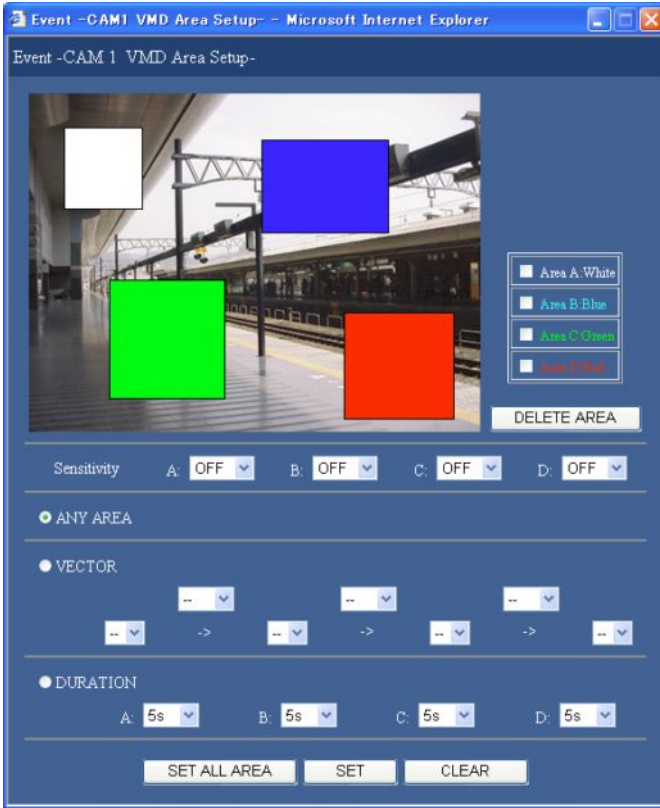 Event -CAM1 VMD Area Setup- - Microsoft Internet Explorer
Event -CAM 1 VMD Area Setup-
Area A:White
Area B:Blue
Area C:Green
Area D:Red
DELETE AREA
Sensitivity A: OFF B: OFF C: OFF D: OFF
ANY AREA
VECTOR
-- -- --
-- -> -- -> -- -> --
DURATION
A: 5s B: 5s C: 5s D: 5s
SET ALL AREA SET CLEAR